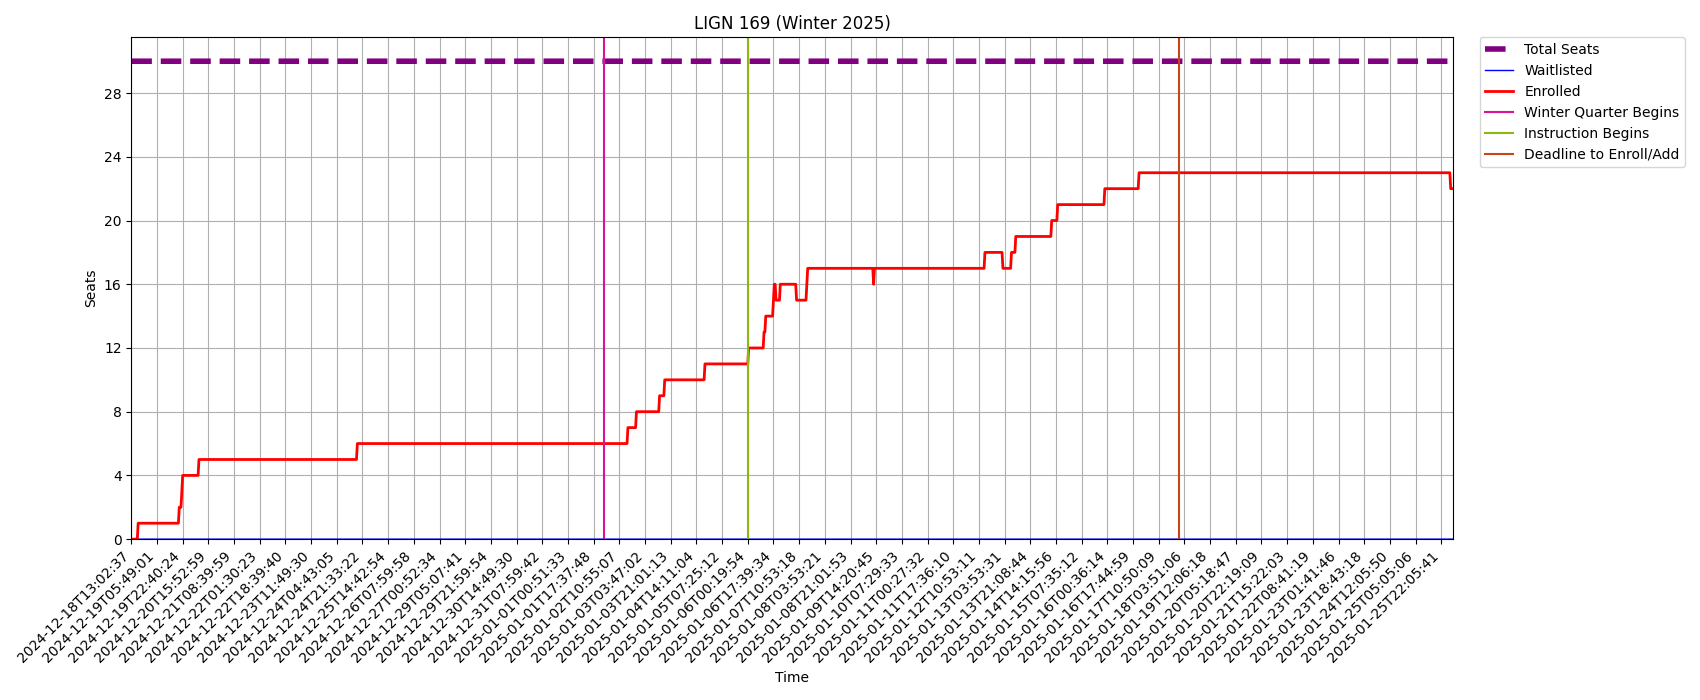 LIGN 169 (Winter 2025)
Total Seats
Waitlisted
Enrolled
Winter Quarter Begins
Instruction Begins
Deadline to Enroll/Add
Seats
28
24
20
16
12
8
4
0
2024-12-18T13:02:37
2024-12-19T05:49:01
2024-12-19T22:40:24
2024-12-20T15:52:59
2024-12-21T08:39:59
2024-12-22T01:30:23
2024-12-22T18:39:40
2024-12-23T11:49:30
2024-12-24T04:43:05
2024-12-24T21:33:22
2024-12-25T14:42:54
2024-12-26T07:59:58
2024-12-27T00:52:34
2024-12-29T05:07:41
2024-12-29T21:59:54
2024-12-30T14:49:30
2024-12-31T07:59:42
2025-01-01T00:51:33
2025-01-01T17:37:48
2025-01-02T10:55:07
2025-01-03T03:47:02
2025-01-03T21:01:13
2025-01-04T14:11:04
2025-01-05T07:25:12
2025-01-06T00:19:54
2025-01-06T17:39:34
2025-01-07T10:53:18
2025-01-08T03:53:21
2025-01-08T21:01:53
2025-01-09T14:20:45
2025-01-10T07:29:33
2025-01-11T00:27:32
2025-01-11T17:36:10
2025-01-12T10:53:11
2025-01-13T03:53:31
2025-01-13T21:08:44
2025-01-14T14:15:56
2025-01-15T07:35:12
2025-01-16T00:36:14
2025-01-16T17:44:59
2025-01-17T10:50:09
2025-01-18T03:51:06
2025-01-19T12:06:18
2025-01-20T05:18:47
2025-01-20T22:19:09
2025-01-21T15:22:03
2025-01-22T08:41:19
2025-01-23T01:41:46
2025-01-23T18:43:18
2025-01-24T12:05:50
2025-01-25T05:05:06
2025-01-25T22:05:41
Time